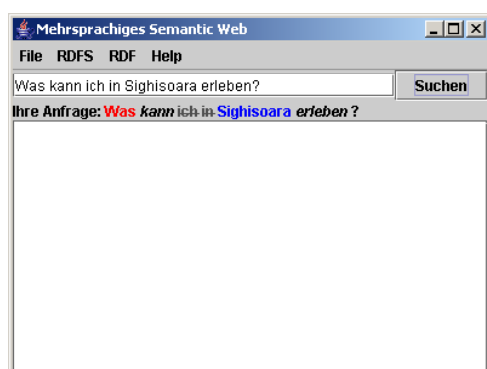 Mehrsprachiges Semantic Web
File RDFS RDF Help
Was kann ich in Sighisoara erleben? Suchen
Ihre Anfrage: Was kann ich in Sighisoara erleben ?